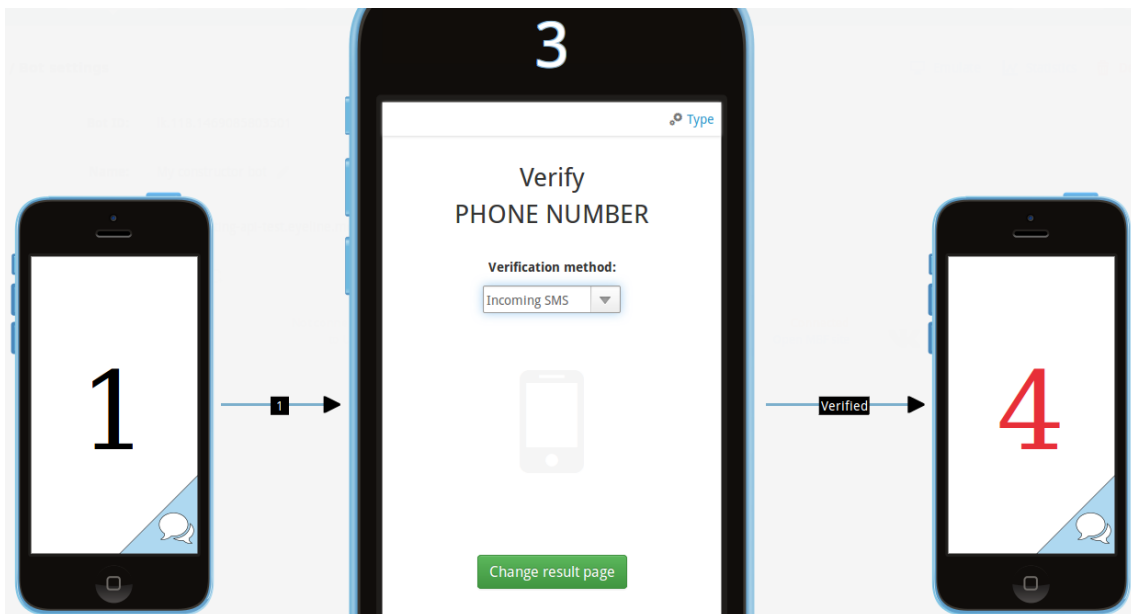 3
Type
Verify
PHONE NUMBER
Verification method:
Incoming SMS
1
1
Verified
4
Change result page